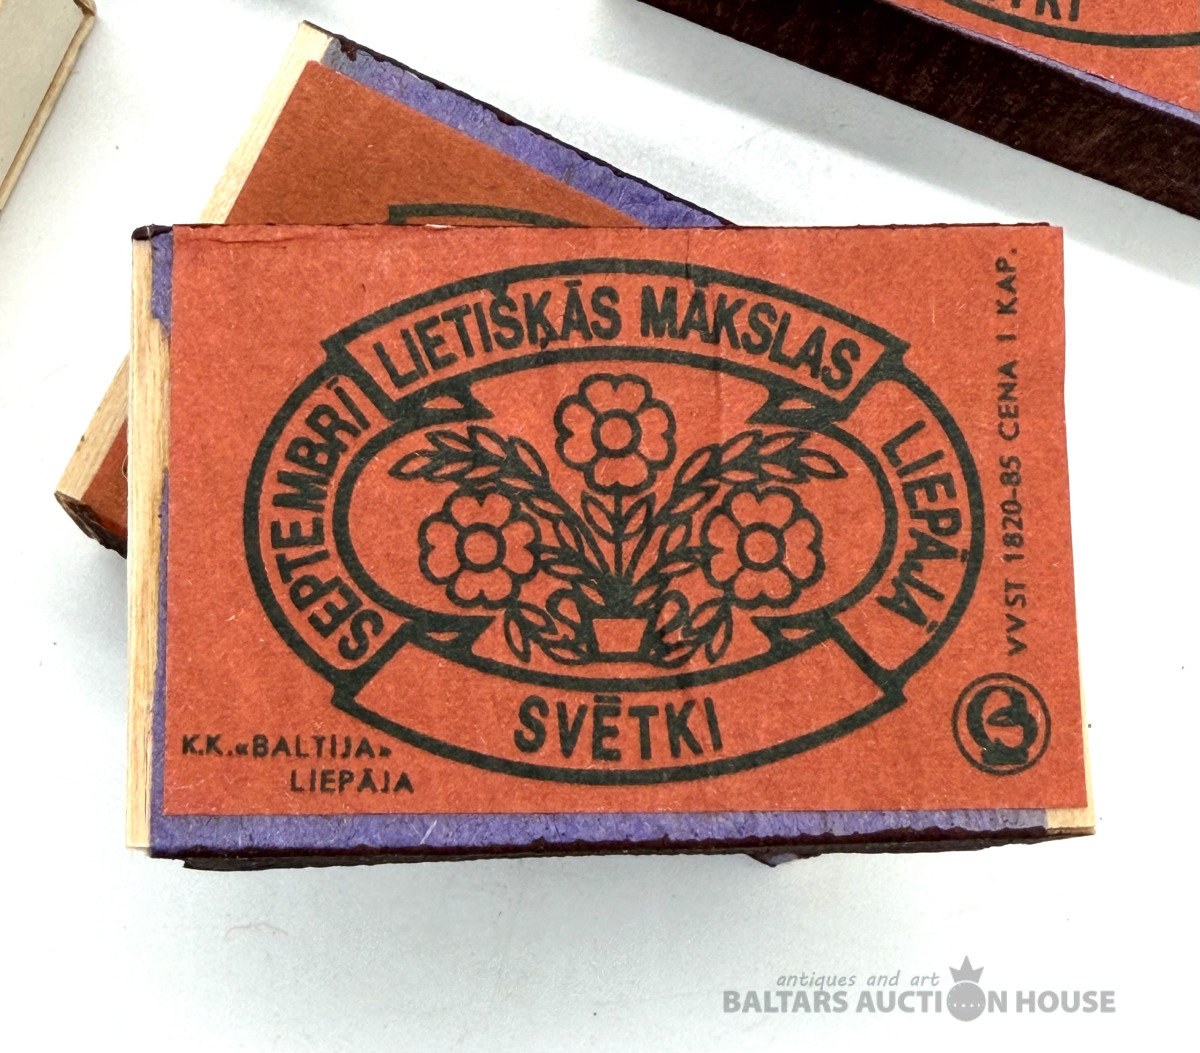 TKI
LIETIŠĶĀS MĀKSLAS
SEPTEMBRĪ
LIEPĀJĀ
SVĒTKI
VVST 1820-85 CENA 1 KAP.
K.K.«BALTIJA»
LIEPĀJA
antiques and art
BALTARS AUCTION HOUSE